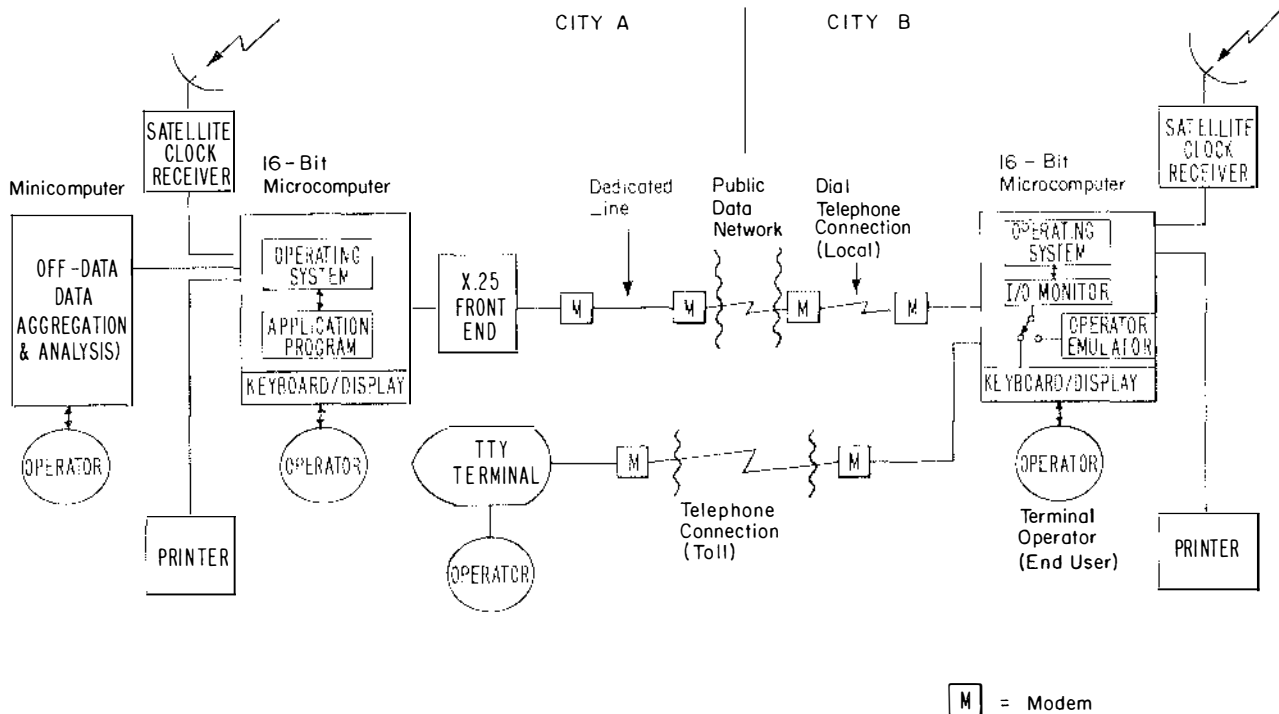 CITY A
CITY B
SATELLITE
CLOCK
RECEIVER
SATELLITE
CLOCK
RECEIVER
Minicomputer
16-Bit
Microcomputer
Dedicated
Line
Public
Data
Network
Dial
Telephone
Connection
(Local)
16 - Bit
Microcomputer
OFF-DATA
DATA
AGGREGATION
& ANALYSIS)
OPERATING
SYSTEM
APPLICATION
PROGRAM
KEYBOARD/DISPLAY
X.25
FRONT
END
M
M
M
M
OPERATING
SYSTEM
I/O MONITOR
OPERATOR
EMULATOR
KEYBOARD/DISPLAY
OPERATOR
OPERATOR
TTY
TERMINAL
M
M
OPERATOR
Telephone
Connection
(Toll)
Terminal
Operator
(End User)
PRINTER
OPERATOR
PRINTER
M = Modem